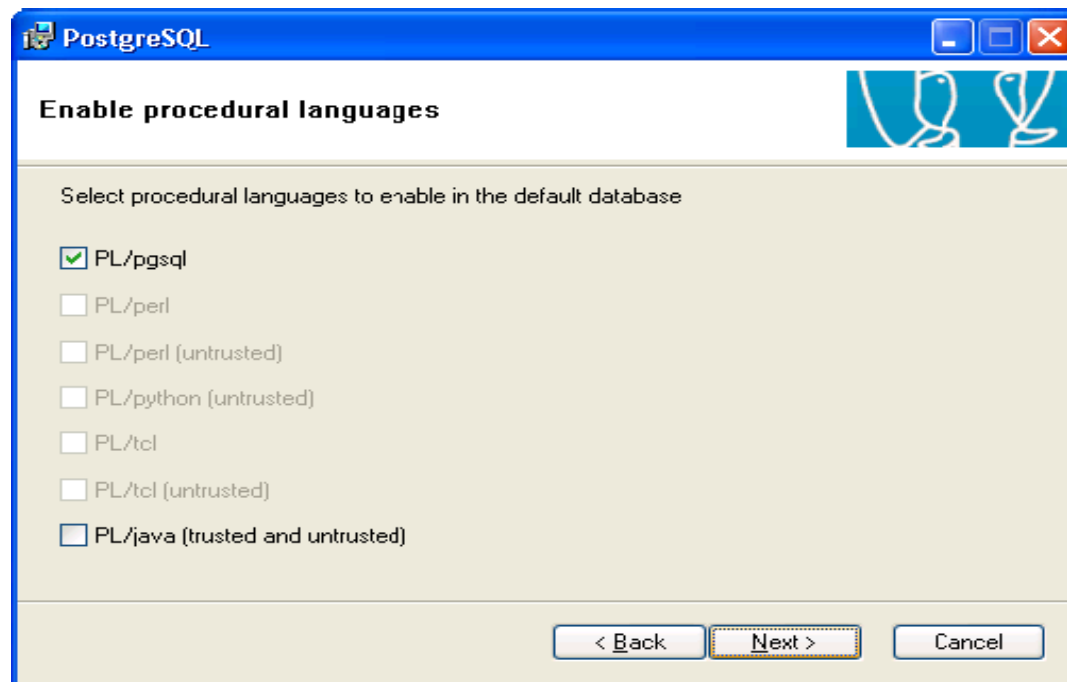 PostgreSQL
Enable procedural languages
Select procedural languages to enable in the default database
PL/pgsql
PL/perl
PL/perl (untrusted)
PL/python (untrusted)
PL/tcl
PL/tcl (untrusted)
PL/java (trusted and untrusted)
< Back Next > Cancel